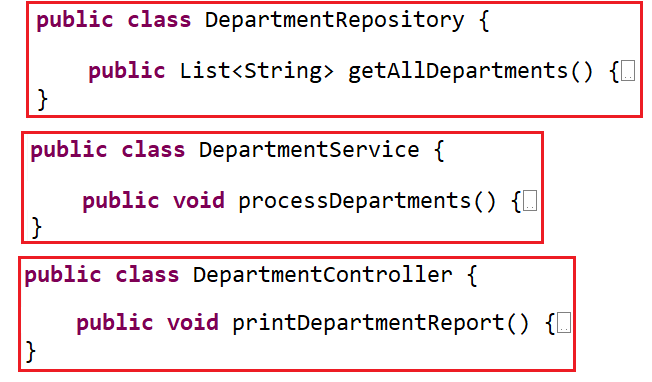 public class DepartmentRepository {
public List<String> getAllDepartments() {..
}
public class DepartmentService {
public void processDepartments() {..
}
public class DepartmentController {
public void printDepartmentReport() {..
}